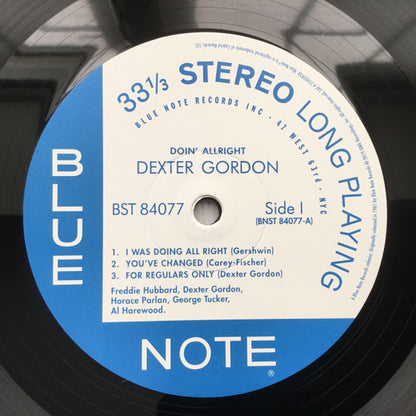 33 1/3 STEREO LONG PLAYING
BLUE NOTE RECORDS INC · 47 WEST 63rd · NYC
DOIN' ALLRIGHT
DEXTER GORDON
BST 84077
Side I
(BNST 84077-A)
1. I WAS DOING ALL RIGHT (Gershwin)
2. YOU'VE CHANGED (Carey-Fischer)
3. FOR REGULARS ONLY (Dexter Gordon)
Freddie Hubbard, Dexter Gordon,
Horace Parlan, George Tucker,
Al Harewood.
BLUE
NOTE
®